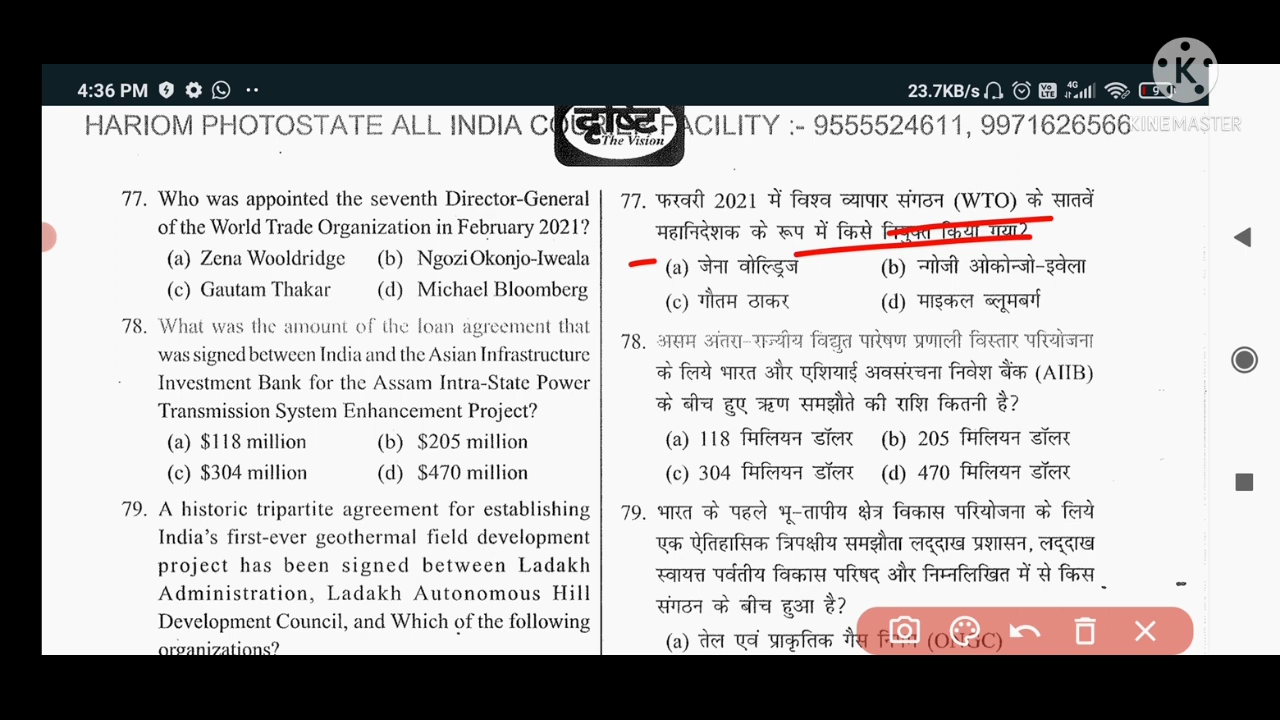 4:36 PM
23.7KB/s
4G
K
KINEMASTER
HARIOM PHOTOSTATE ALL INDIA FACILITY :- 9555524611, 9971626566
दृष्टि
The Vision
77. Who was appointed the seventh Director-General
of the World Trade Organization in February 2021?
(a) Zena Wooldridge (b) Ngozi Okonjo-Iweala
(c) Gautam Thakar (d) Michael Bloomberg
78. What was the amount of the loan agreement that
was signed between India and the Asian Infrastructure
Investment Bank for the Assam Intra-State Power
Transmission System Enhancement Project?
(a) $118 million (b) $205 million
(c) $304 million (d) $470 million
79. A historic tripartite agreement for establishing
India's first-ever geothermal field development
project has been signed between Ladakh
Administration, Ladakh Autonomous Hill
Development Council, and Which of the following
organizations?
77. फरवरी 2021 में विश्व व्यापार संगठन (WTO) के सातवें
महानिदेशक के रूप में किसे नियुक्त किया गया?
(a) जेना वोल्ड्रिज (b) न्गोजी ओकोन्जो-इवेला
(c) गौतम ठाकर (d) माइकल ब्लूमबर्ग
78. असम अंतरा-राज्यीय विद्युत पारेषण प्रणाली विस्तार परियोजना
के लिये भारत और एशियाई अवसंरचना निवेश बैंक (AIIB)
के बीच हुए ऋण समझौते की राशि कितनी है?
(a) 118 मिलियन डॉलर (b) 205 मिलियन डॉलर
(c) 304 मिलियन डॉलर (d) 470 मिलियन डॉलर
79. भारत के पहले भू-तापीय क्षेत्र विकास परियोजना के लिये
एक ऐतिहासिक त्रिपक्षीय समझौता लद्दाख प्रशासन, लद्दाख
स्वायत्त पर्वतीय विकास परिषद और निम्नलिखित में से किस
संगठन के बीच हुआ है?
(a) तेल एवं प्राकृतिक गैस निगम (ONGC)